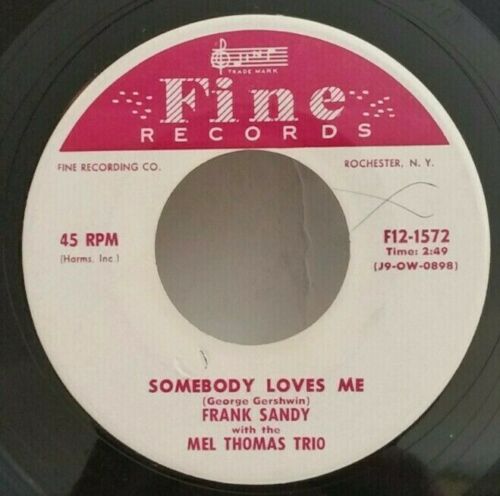 FINE
TRADE MARK
Fine
RECORDS
FINE RECORDING CO.
ROCHESTER, N. Y.
45 RPM
(Harms, Inc.)
F12-1572
Time: 2:49
(J9-OW-0898)
SOMEBODY LOVES ME
(George Gershwin)
FRANK SANDY
with the
MEL THOMAS TRIO